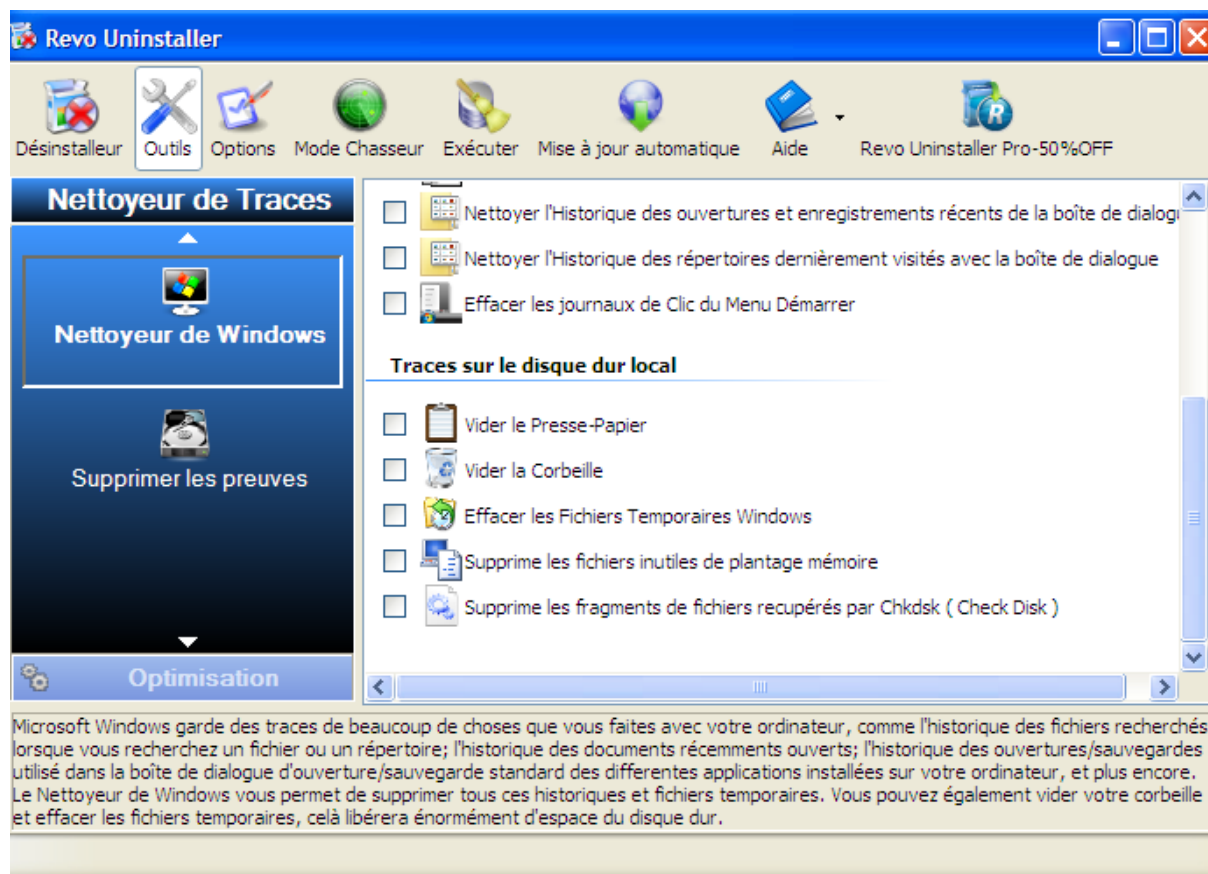 Revo Uninstaller
Désinstalleur
Outils
Options
Mode Chasseur
Exécuter
Mise à jour automatique
Aide
Revo Uninstaller Pro-50%OFF
Nettoyeur de Traces
Nettoyeur de Windows
Supprimer les preuves
Optimisation
Nettoyer l'Historique des ouvertures et enregistrements récents de la boîte de dialogu
Nettoyer l'Historique des répertoires dernièrement visités avec la boîte de dialogue
Effacer les journaux de Clic du Menu Démarrer
Traces sur le disque dur local
Vider le Presse-Papier
Vider la Corbeille
Effacer les Fichiers Temporaires Windows
Supprime les fichiers inutiles de plantage mémoire
Supprime les fragments de fichiers recupérés par Chkdsk ( Check Disk )
Microsoft Windows garde des traces de beaucoup de choses que vous faites avec votre ordinateur, comme l'historique des fichiers recherchés
lorsque vous recherchez un fichier ou un répertoire; l'historique des documents récemments ouverts; l'historique des ouvertures/sauvegardes
utilisé dans la boîte de dialogue d'ouverture/sauvegarde standard des differentes applications installées sur votre ordinateur, et plus encore.
Le Nettoyeur de Windows vous permet de supprimer tous ces historiques et fichiers temporaires. Vous pouvez également vider votre corbeille
et effacer les fichiers temporaires, celà libérera énormément d'espace du disque dur.